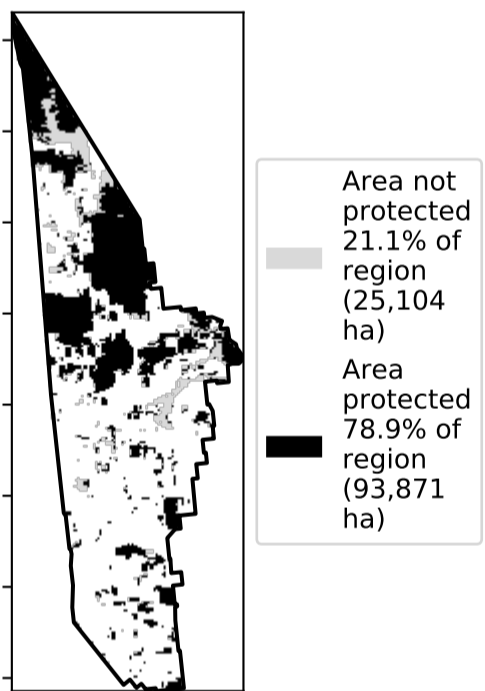 Area not
protected
21.1% of
region
(25,104
ha)
Area
protected
78.9% of
region
(93,871
ha)